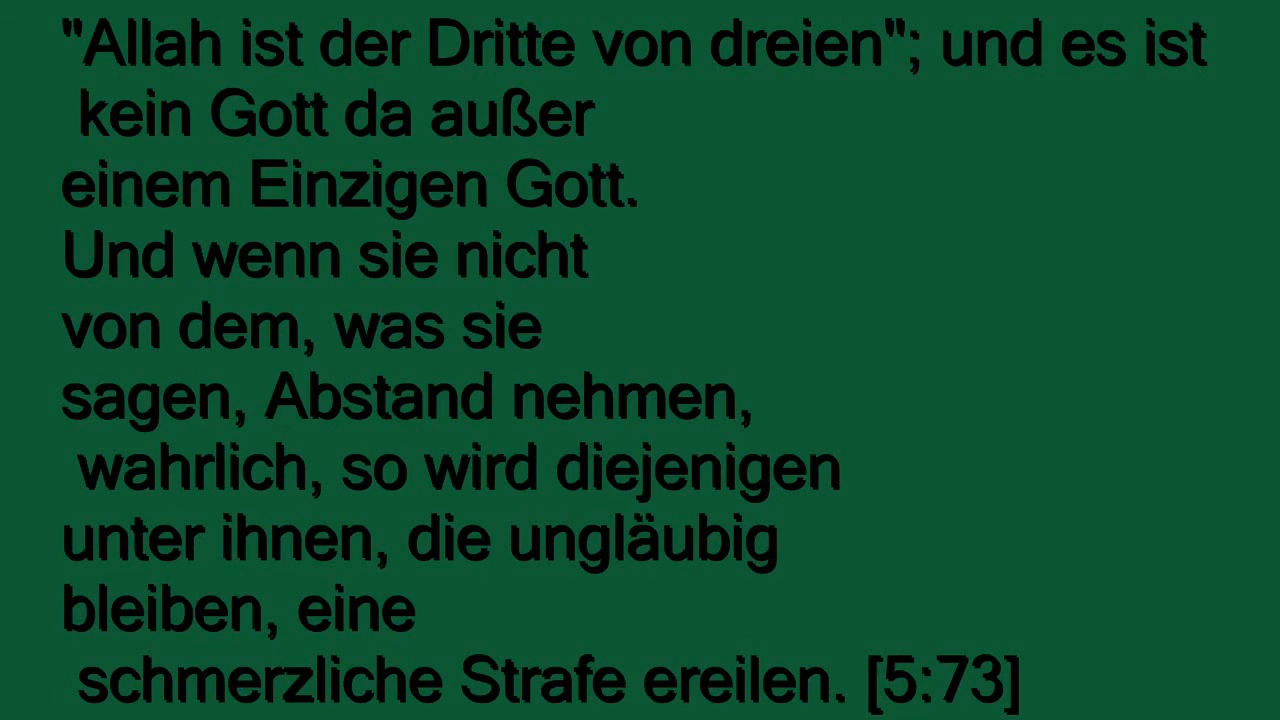 "Allah ist der Dritte von dreien"; und es ist
kein Gott da außer
einem Einzigen Gott.
Und wenn sie nicht
von dem, was sie
sagen, Abstand nehmen,
wahrlich, so wird diejenigen
unter ihnen, die ungläubig
bleiben, eine
schmerzliche Strafe ereilen. [5:73]